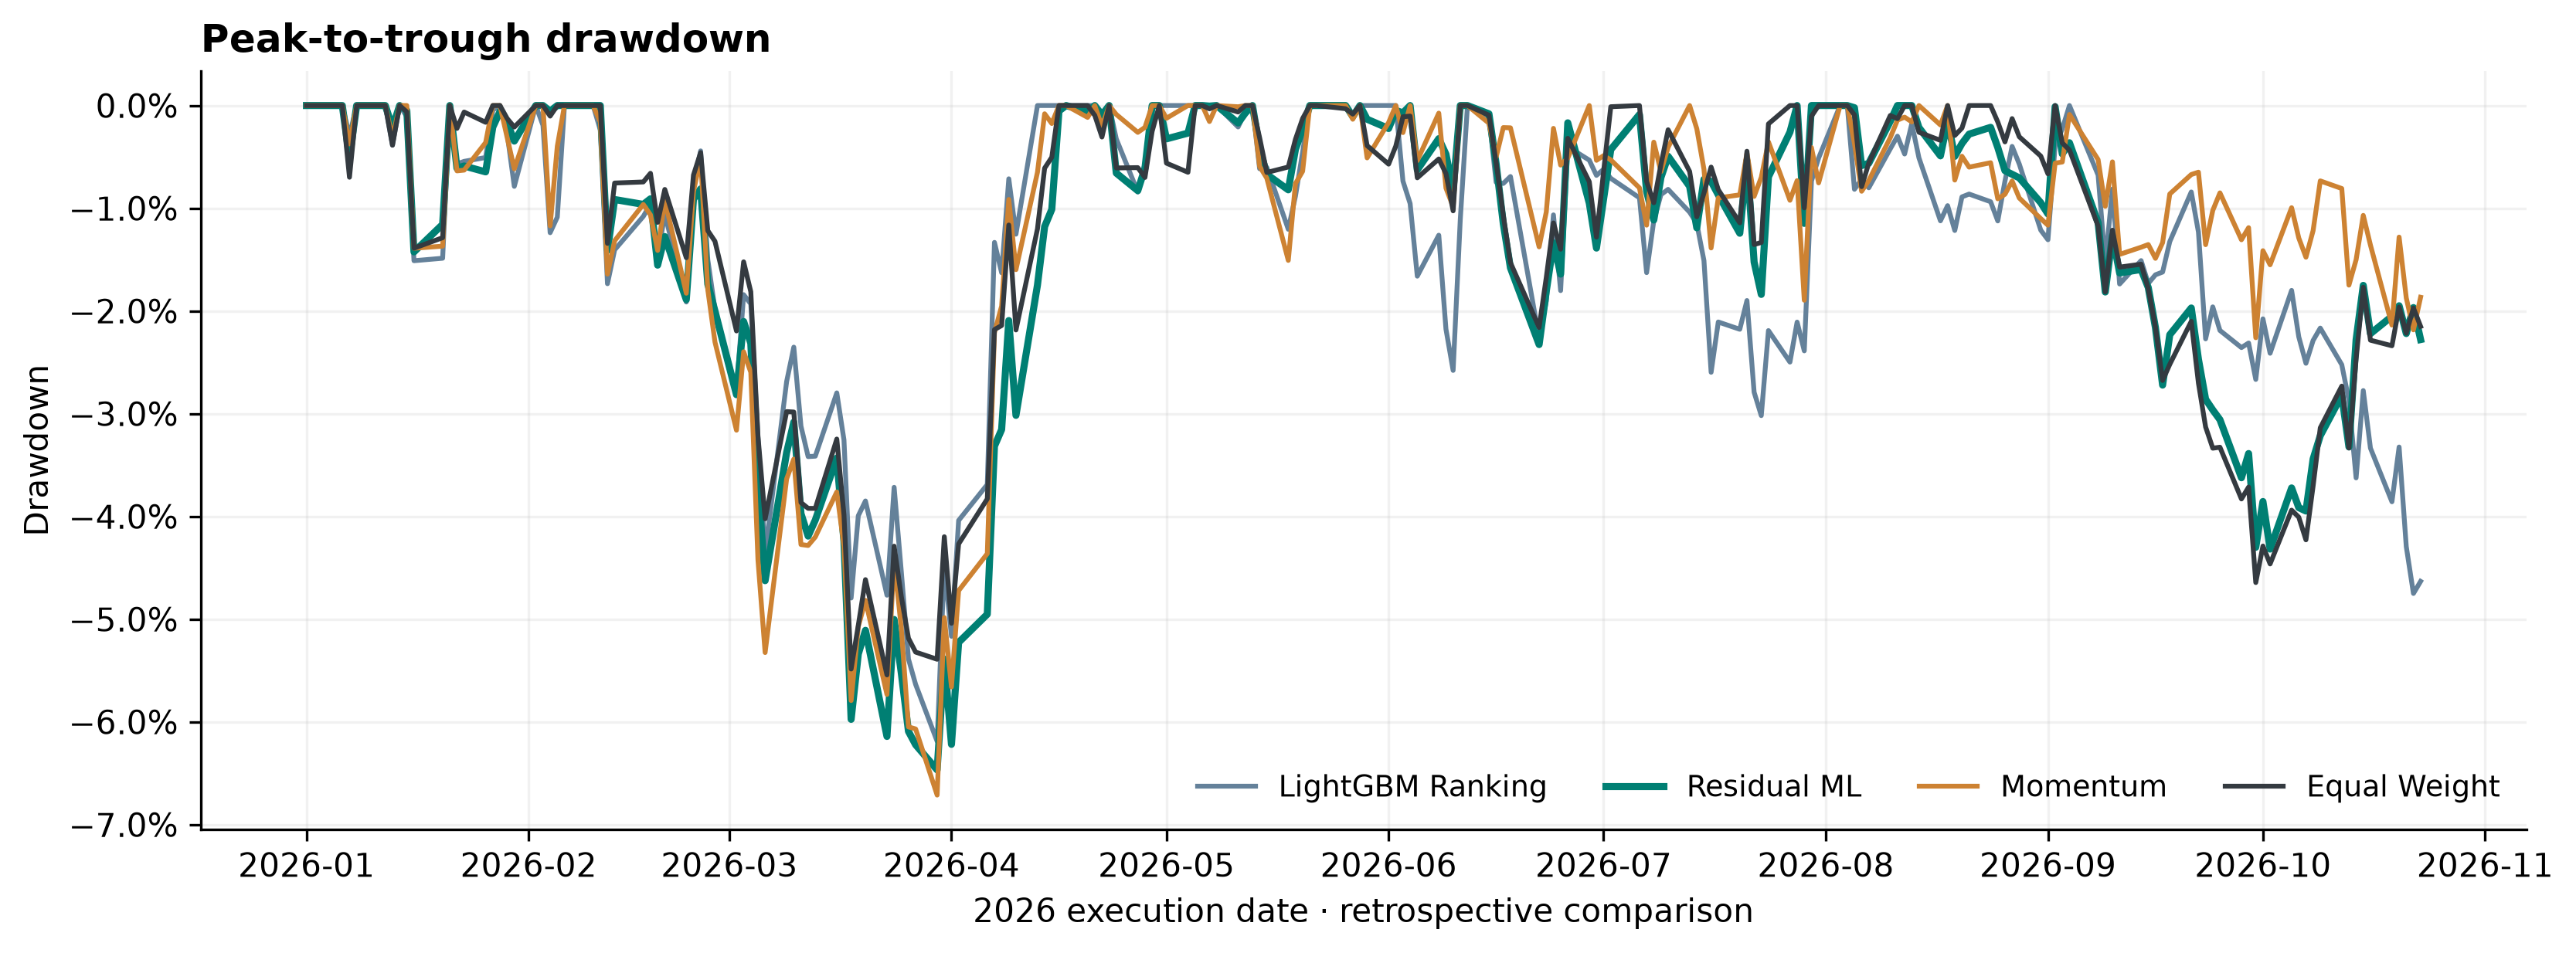 Peak-to-trough drawdown
0.0%
−1.0%
−2.0%
−3.0%
−4.0%
−5.0%
−6.0%
−7.0%
Drawdown
LightGBM Ranking Residual ML Momentum Equal Weight
2026-01 2026-02 2026-03 2026-04 2026-05 2026-06 2026-07 2026-08 2026-09 2026-10 2026-11
2026 execution date · retrospective comparison